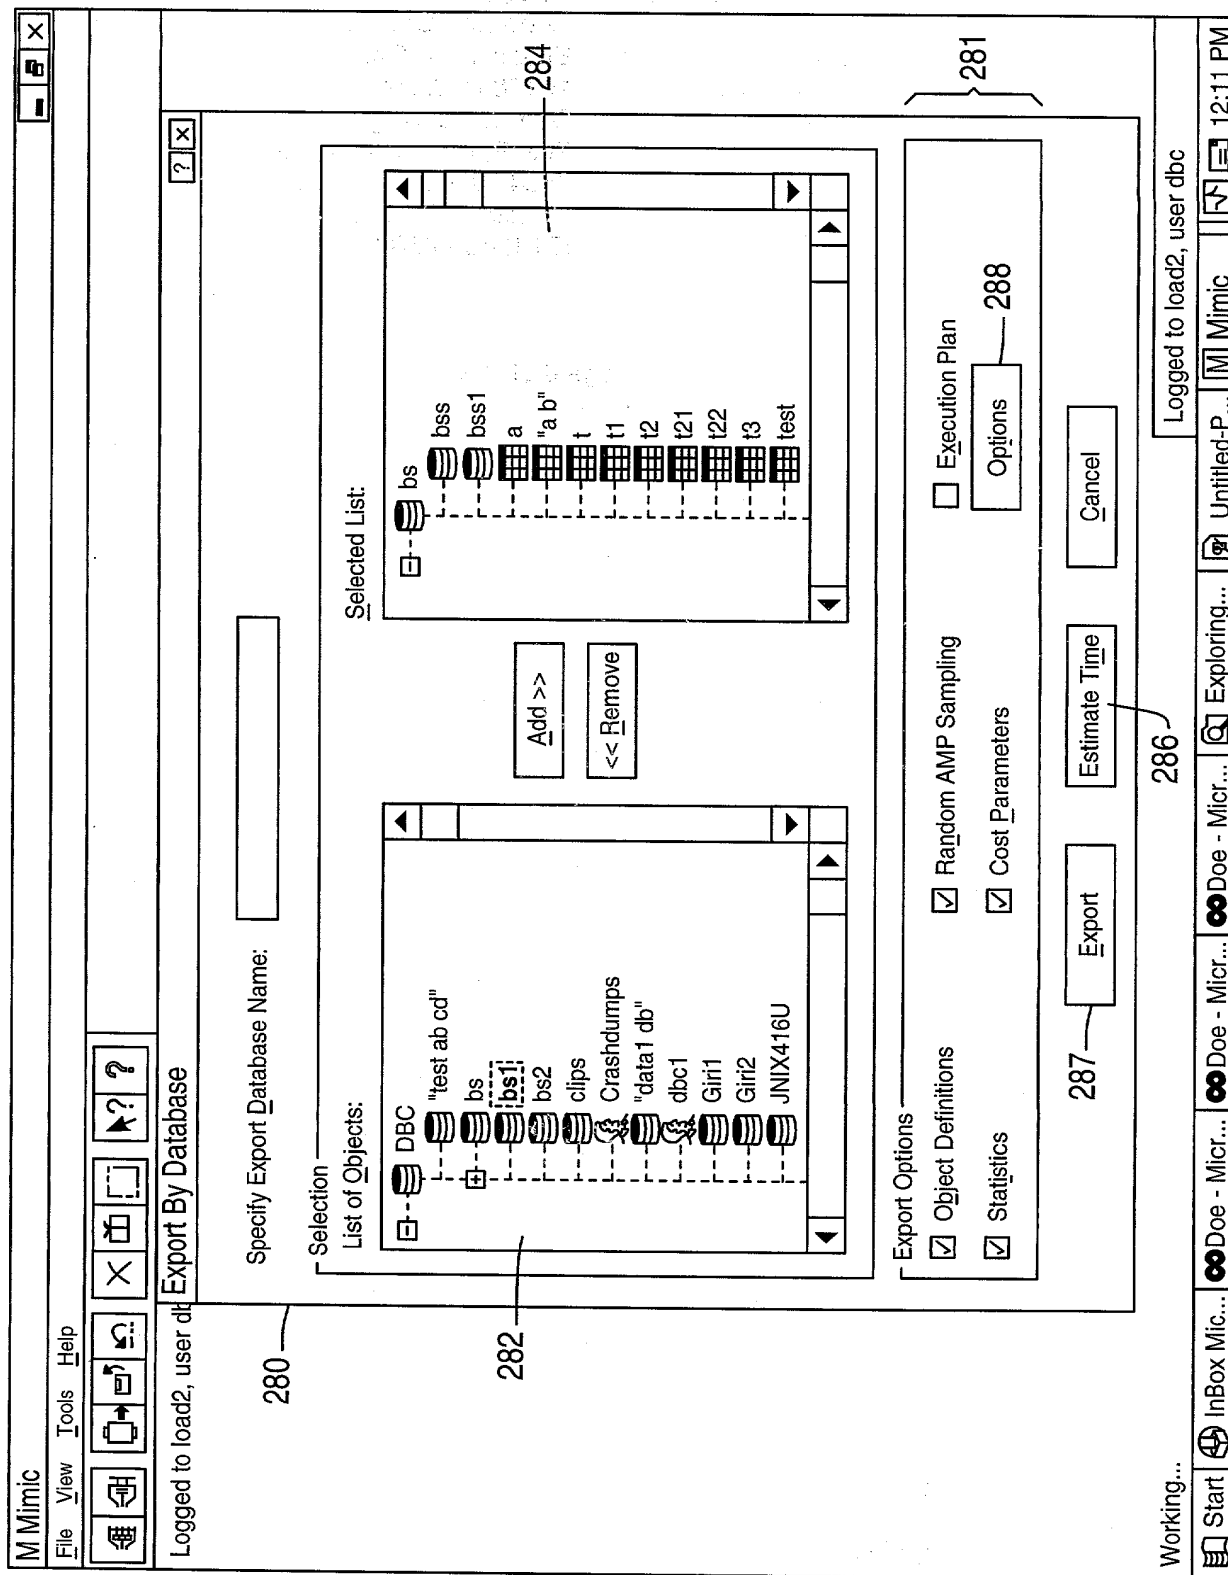 M Mimic
File View Tools Help
Logged to load2, user db
Export By Database
Specify Export Database Name:
Selection
List of Objects:
DBC
"test ab cd"
bs
bs1
bs2
clips
Crashdumps
"data1 db"
dbc1
Giri1
Giri2
JNIX416U
Add >>
<< Remove
Selected List:
bs
bss
bss1
a
"a b"
t
t1
t2
t21
t22
t3
test
Export Options
Object Definitions
Random AMP Sampling
Execution Plan
Statistics
Cost Parameters
Options
Export
Estimate Time
Cancel
280
282
284
281
288
287
286
Working...
Logged to load2, user dbc
Start InBox Mic... Doe - Micr... Doe - Micr... Doe - Micr... Exploring... Untitled-P... M Mimic 12:11 PM